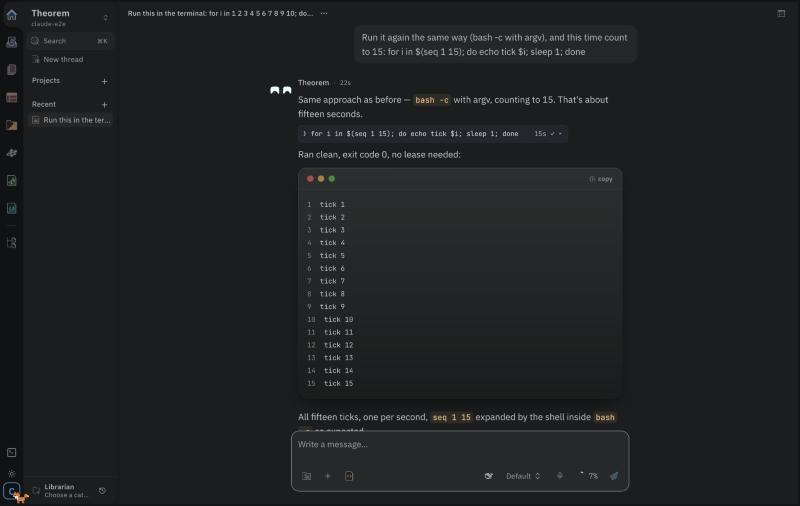 Theorem
claude-e2e
Search ⌘K
New thread
Projects +
Recent +
Run this in the ter...
Librarian
Choose a cat...
Run this in the terminal: for i in 1 2 3 4 5 6 7 8 9 10; do... ···
Run it again the same way (bash -c with argv), and this time count
to 15: for i in $(seq 1 15); do echo tick $i; sleep 1; done
Theorem · 22s
Same approach as before — bash -c with argv, counting to 15. That's about
fifteen seconds.
for i in $(seq 1 15); do echo tick $i; sleep 1; done 15s ✓
Ran clean, exit code 0, no lease needed:
copy
1 tick 1
2 tick 2
3 tick 3
4 tick 4
5 tick 5
6 tick 6
7 tick 7
8 tick 8
9 tick 9
10 tick 10
11 tick 11
12 tick 12
13 tick 13
14 tick 14
15 tick 15
All fifteen ticks, one per second, seq 1 15 expanded by the shell inside bash
Write a message...
+ Default 7%